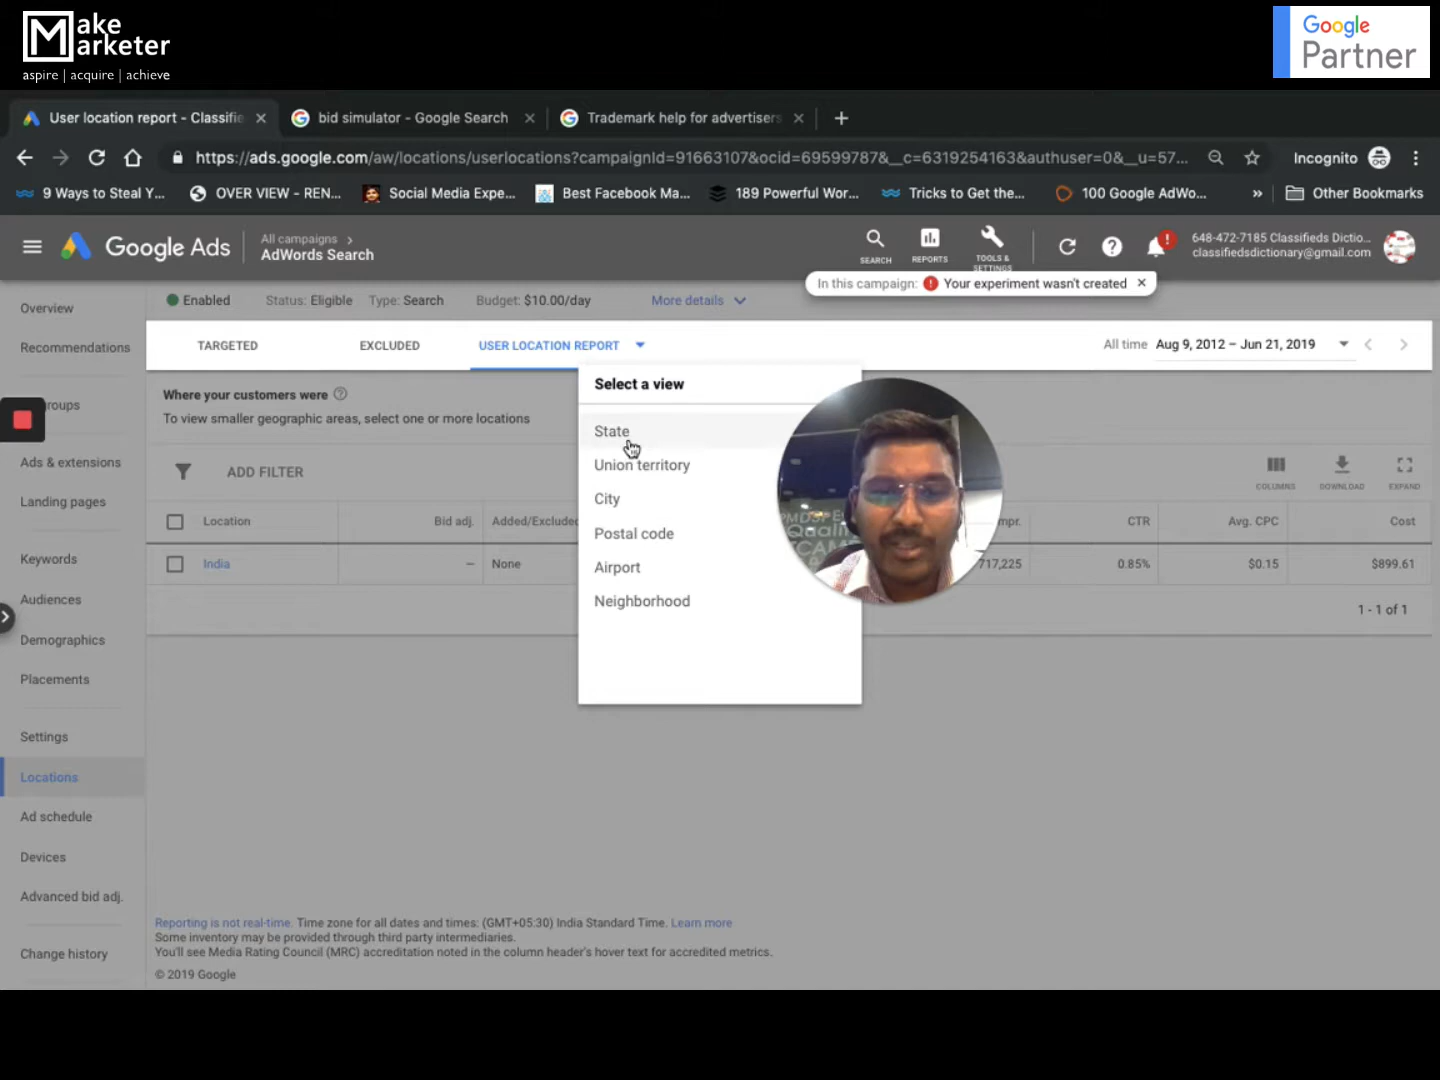 Make
Marketer
aspire | acquire | achieve
Google
Partner
User location report - Classifie
bid simulator - Google Search
Trademark help for advertisers
https://ads.google.com/aw/locations/userlocations?campaignId=91663107&ocid=69599787&__c=6319254163&authuser=0&__u=57...
Incognito
9 Ways to Steal Y...
OVER VIEW - REN...
Social Media Expe...
Best Facebook Ma...
189 Powerful Wor...
Tricks to Get the...
100 Google AdWo...
»
Other Bookmarks
Google Ads
All campaigns >
AdWords Search
SEARCH
REPORTS
TOOLS &
SETTINGS
648-472-7185 Classifieds Dictio...
classifiedsdictionary@gmail.com
In this campaign: Your experiment wasn't created
Enabled
Status: Eligible
Type: Search
Budget: $10.00/day
More details
Overview
Recommendations
groups
Ads & extensions
Landing pages
Keywords
Audiences
Demographics
Placements
Settings
Locations
Ad schedule
Devices
Advanced bid adj.
Change history
TARGETED
EXCLUDED
USER LOCATION REPORT
All time Aug 9, 2012 – Jun 21, 2019
Where your customers were
To view smaller geographic areas, select one or more locations
Select a view
State
Union territory
City
Postal code
Airport
Neighborhood
ADD FILTER
COLUMNS
DOWNLOAD
EXPAND
Location
Bid adj.
Added/Excluded
mpr.
CTR
Avg. CPC
Cost
India
–
None
717,225
0.85%
$0.15
$899.61
1 - 1 of 1
Reporting is not real-time. Time zone for all dates and times: (GMT+05:30) India Standard Time. Learn more
Some inventory may be provided through third party intermediaries.
You'll see Media Rating Council (MRC) accreditation noted in the column header's hover text for accredited metrics.
© 2019 Google